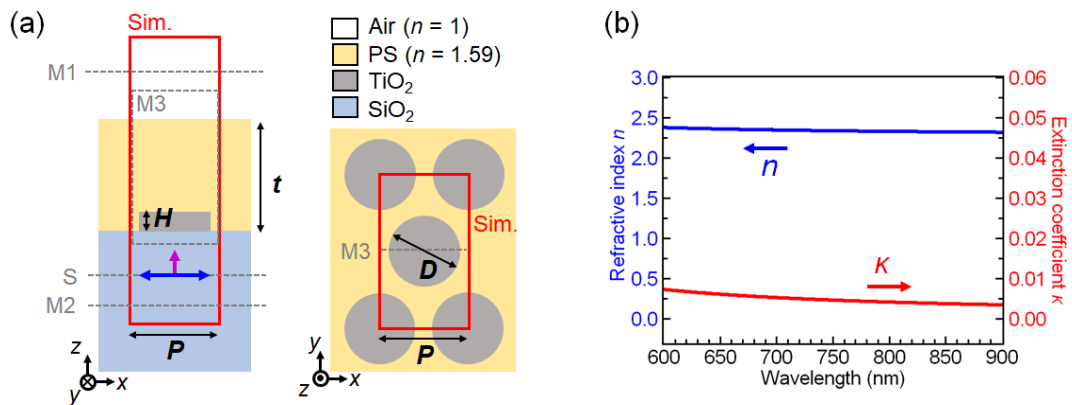 (a)
Sim.
M1
M3
t
H
S
M2
P
z
y
x
Air (n = 1)
PS (n = 1.59)
TiO2
SiO2
Sim.
M3
D
P
y
z
x
(b)
Refractive index n
3.0
2.5
2.0
1.5
1.0
0.5
0.0
n
κ
0.06
0.05
0.04
0.03
0.02
0.01
0.00
Extinction coefficient κ
600 650 700 750 800 850 900
Wavelength (nm)